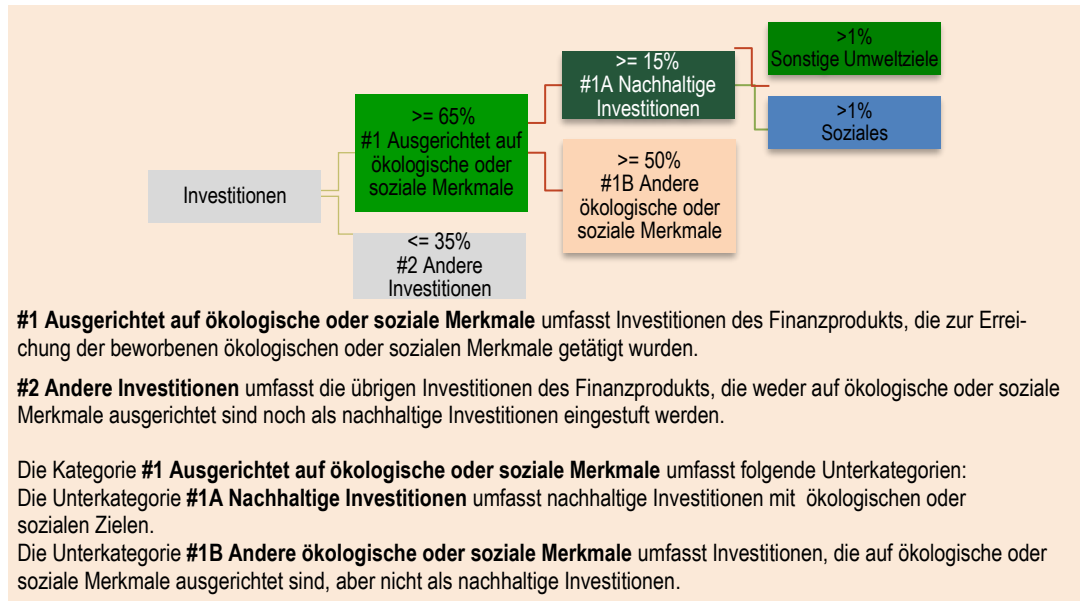 >1%
Sonstige Umweltziele
>= 15%
#1A Nachhaltige
Investitionen
>1%
Soziales
>= 65%
#1 Ausgerichtet auf
ökologische oder
soziale Merkmale
>= 50%
#1B Andere
ökologische oder
soziale Merkmale
Investitionen
<= 35%
#2 Andere
Investitionen
#1 Ausgerichtet auf ökologische oder soziale Merkmale umfasst Investitionen des Finanzprodukts, die zur Errei-
chung der beworbenen ökologischen oder sozialen Merkmale getätigt wurden.
#2 Andere Investitionen umfasst die übrigen Investitionen des Finanzprodukts, die weder auf ökologische oder soziale
Merkmale ausgerichtet sind noch als nachhaltige Investitionen eingestuft werden.
Die Kategorie #1 Ausgerichtet auf ökologische oder soziale Merkmale umfasst folgende Unterkategorien:
Die Unterkategorie #1A Nachhaltige Investitionen umfasst nachhaltige Investitionen mit ökologischen oder
sozialen Zielen.
Die Unterkategorie #1B Andere ökologische oder soziale Merkmale umfasst Investitionen, die auf ökologische oder
soziale Merkmale ausgerichtet sind, aber nicht als nachhaltige Investitionen.